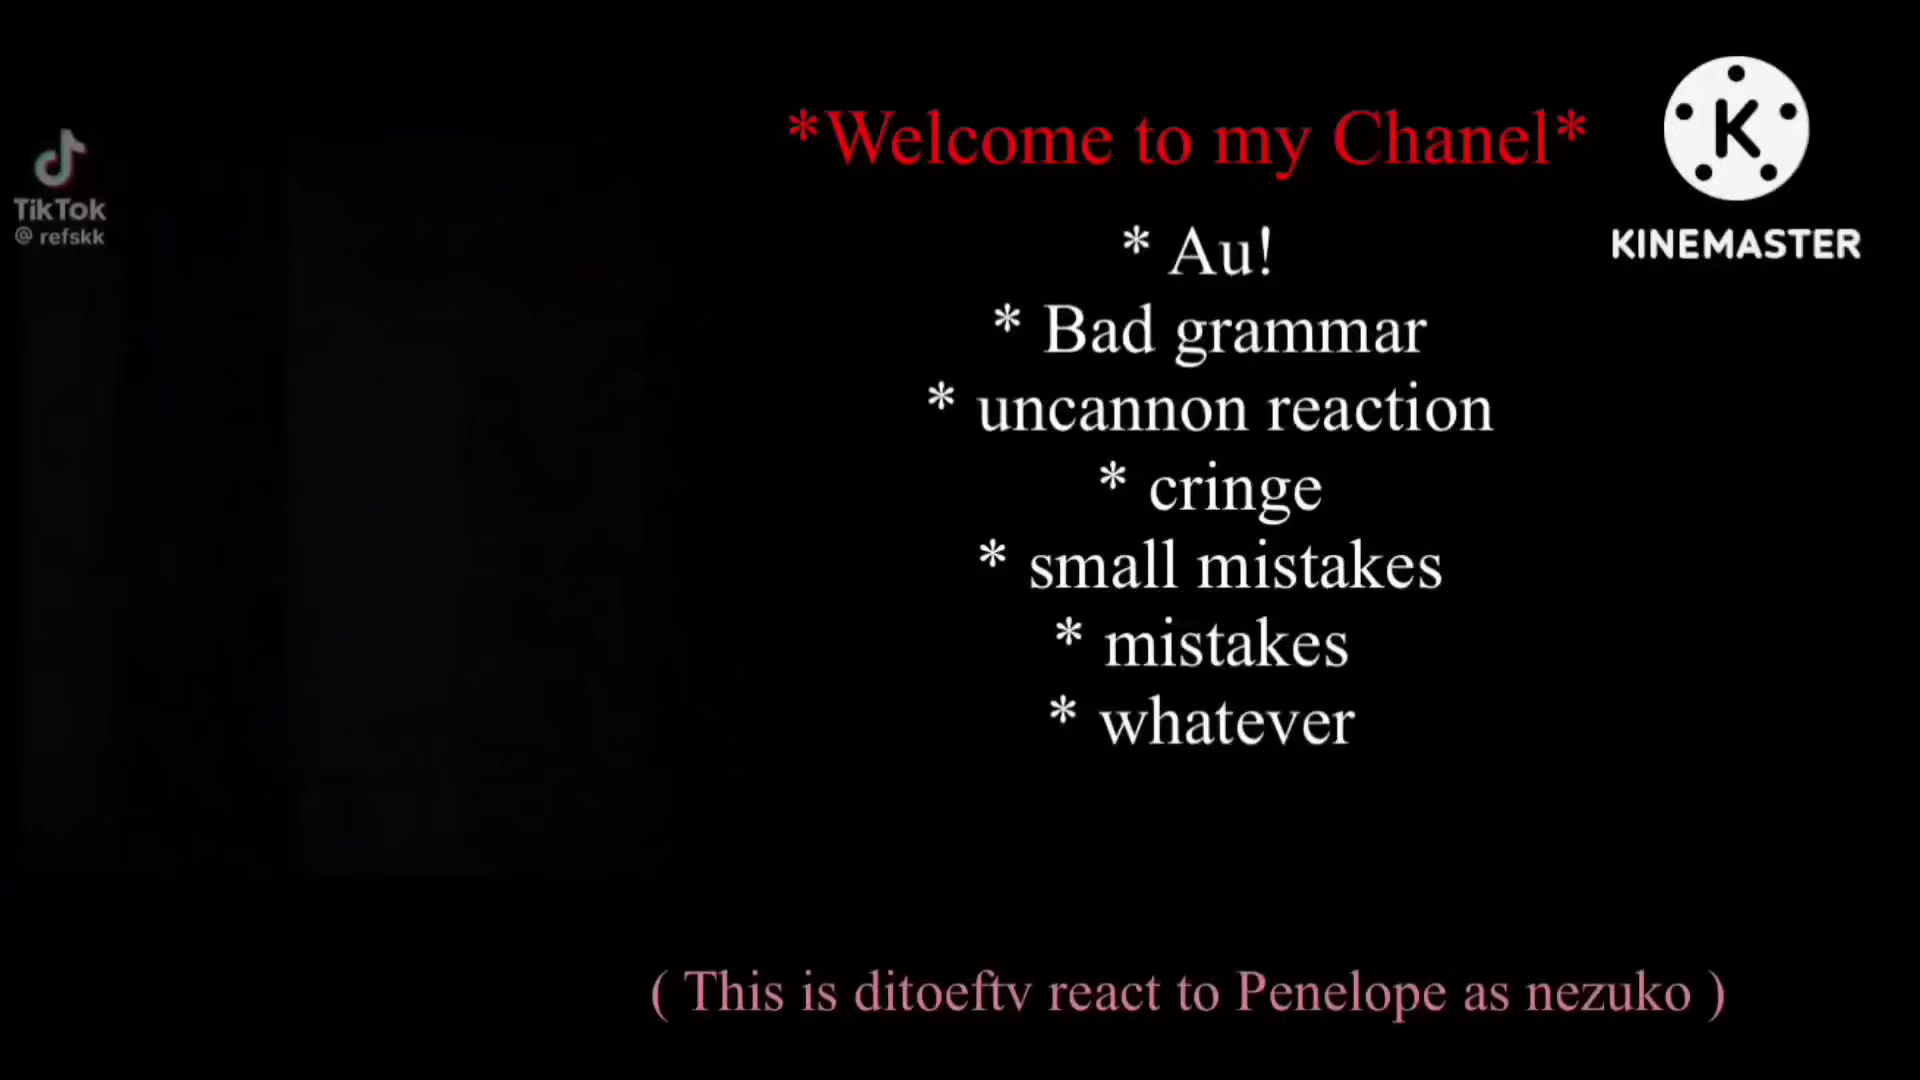 *Welcome to my Chanel*
* Au!
* Bad grammar
* uncannon reaction
* cringe
* small mistakes
* mistakes
* whatever
( This is ditoeftv react to Penelope as nezuko )
TikTok
@ refskk
K
KINEMASTER